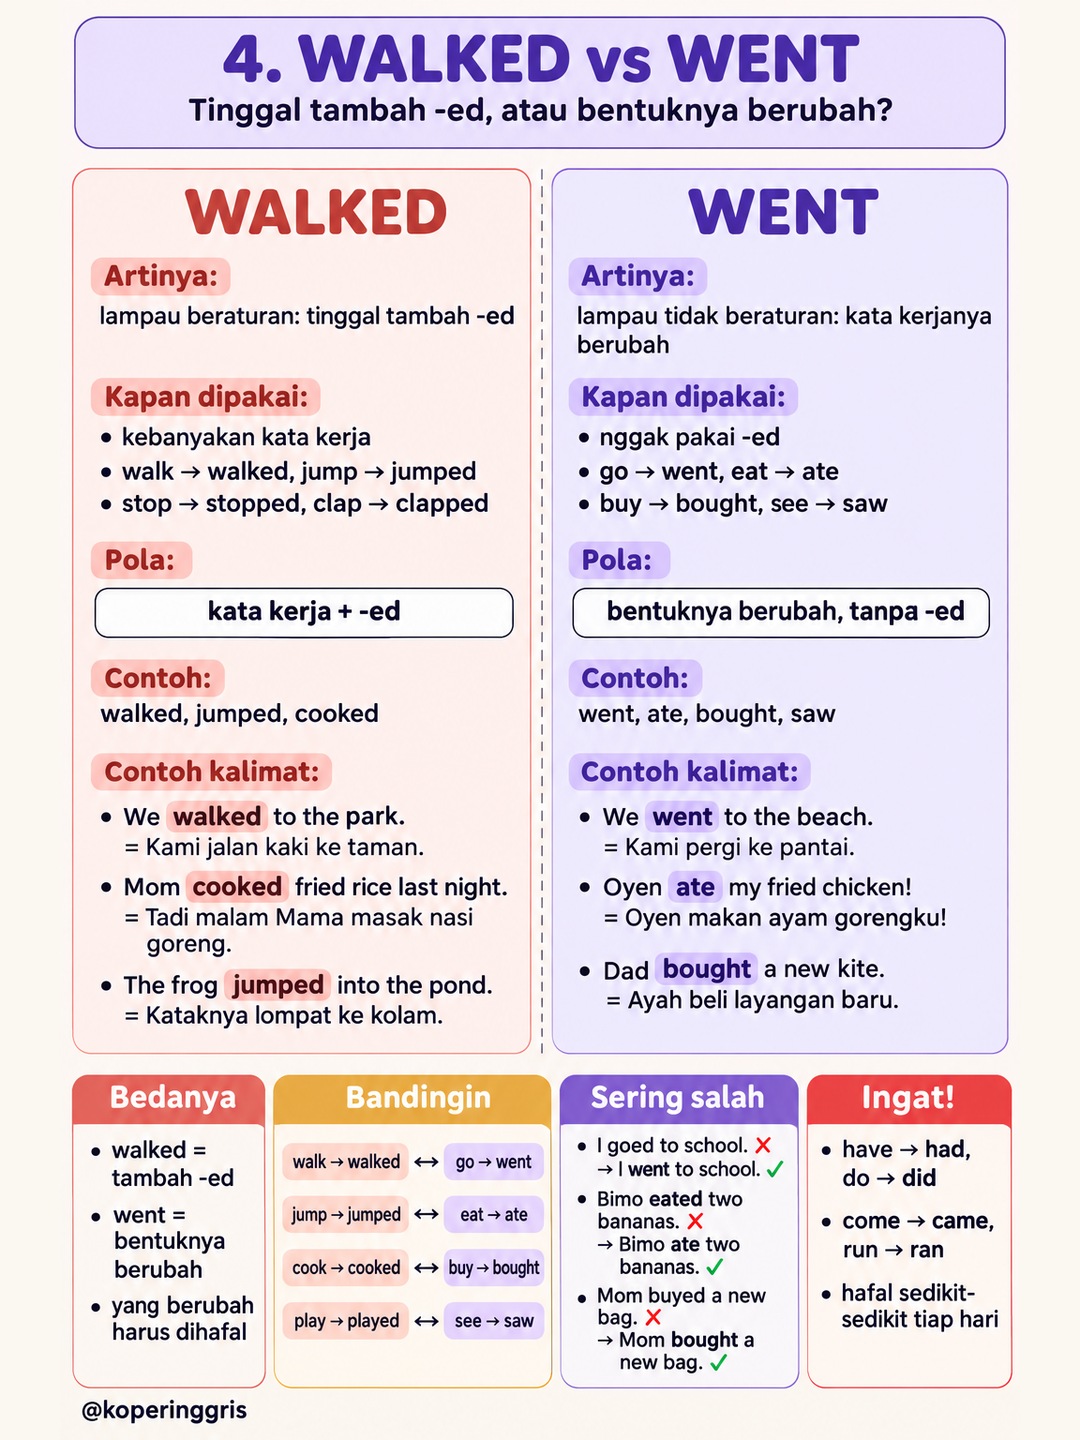 4. WALKED vs WENT
Tinggal tambah -ed, atau bentuknya berubah?
WALKED
Artinya:
lampau beraturan: tinggal tambah -ed
Kapan dipakai:
• kebanyakan kata kerja
• walk → walked, jump → jumped
• stop → stopped, clap → clapped
Pola:
kata kerja + -ed
Contoh:
walked, jumped, cooked
Contoh kalimat:
• We walked to the park.
= Kami jalan kaki ke taman.
• Mom cooked fried rice last night.
= Tadi malam Mama masak nasi
goreng.
• The frog jumped into the pond.
= Kataknya lompat ke kolam.
WENT
Artinya:
lampau tidak beraturan: kata kerjanya
berubah
Kapan dipakai:
• nggak pakai -ed
• go → went, eat → ate
• buy → bought, see → saw
Pola:
bentuknya berubah, tanpa -ed
Contoh:
went, ate, bought, saw
Contoh kalimat:
• We went to the beach.
= Kami pergi ke pantai.
• Oyen ate my fried chicken!
= Oyen makan ayam gorengku!
• Dad bought a new kite.
= Ayah beli layangan baru.
Bedanya
• walked =
tambah -ed
• went =
bentuknya
berubah
• yang berubah
harus dihafal
Bandingin
walk → walked ↔ go → went
jump → jumped ↔ eat → ate
cook → cooked ↔ buy → bought
play → played ↔ see → saw
Sering salah
• I goed to school. ❌
→ I went to school. ✓
• Bimo eated two
bananas. ❌
→ Bimo ate two
bananas. ✓
• Mom buyed a new
bag. ❌
→ Mom bought a
new bag. ✓
Ingat!
• have → had,
do → did
• come → came,
run → ran
• hafal sedikit-
sedikit tiap hari
@koperinggris